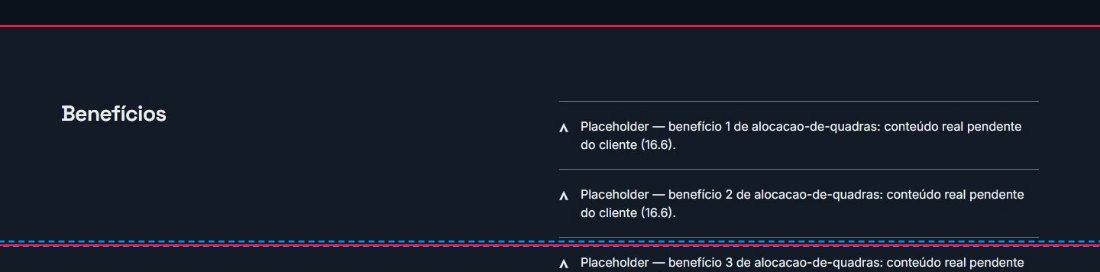 Benefícios
Placeholder — benefício 1 de alocacao-de-quadras: conteúdo real pendente
do cliente (16.6).
Placeholder — benefício 2 de alocacao-de-quadras: conteúdo real pendente
do cliente (16.6).
Placeholder — benefício 3 de alocacao-de-quadras: conteúdo real pendente